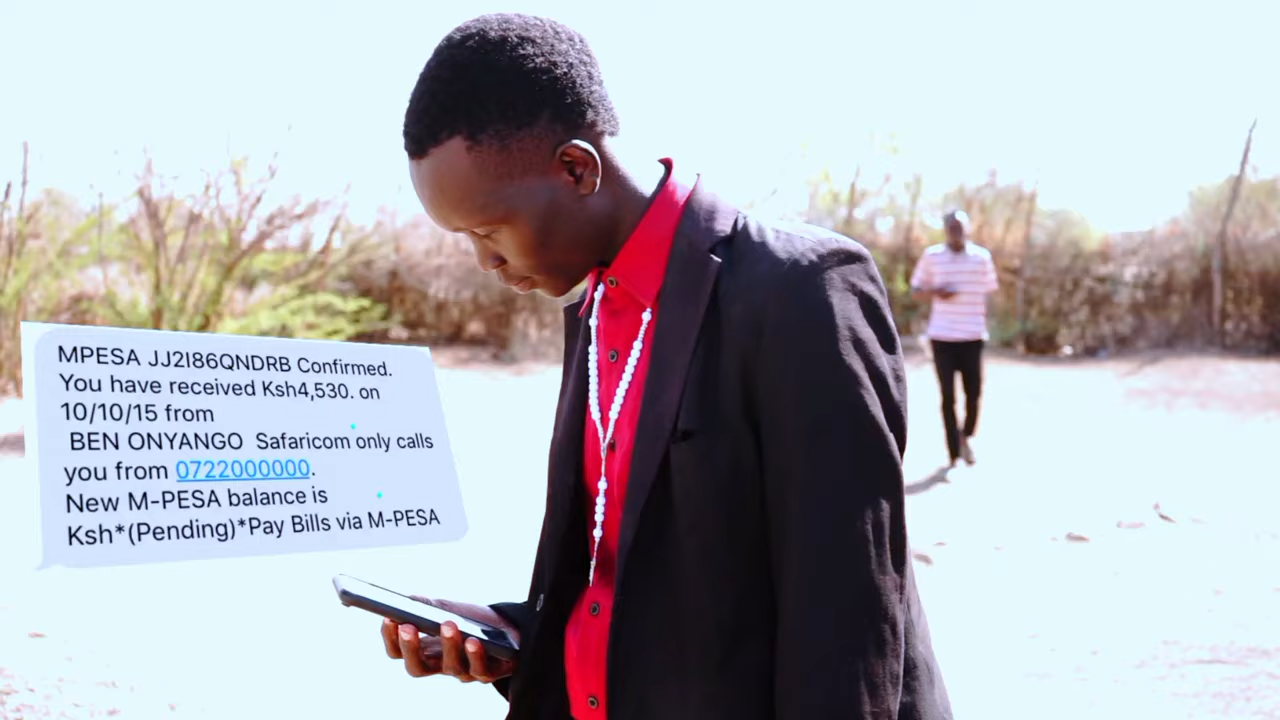 MPESA JJ2I86QNDRB Confirmed.
You have received Ksh4,530. on
10/10/15 from
BEN ONYANGO Safaricom only calls
you from 0722000000.
New M-PESA balance is
Ksh*(Pending)*Pay Bills via M-PESA